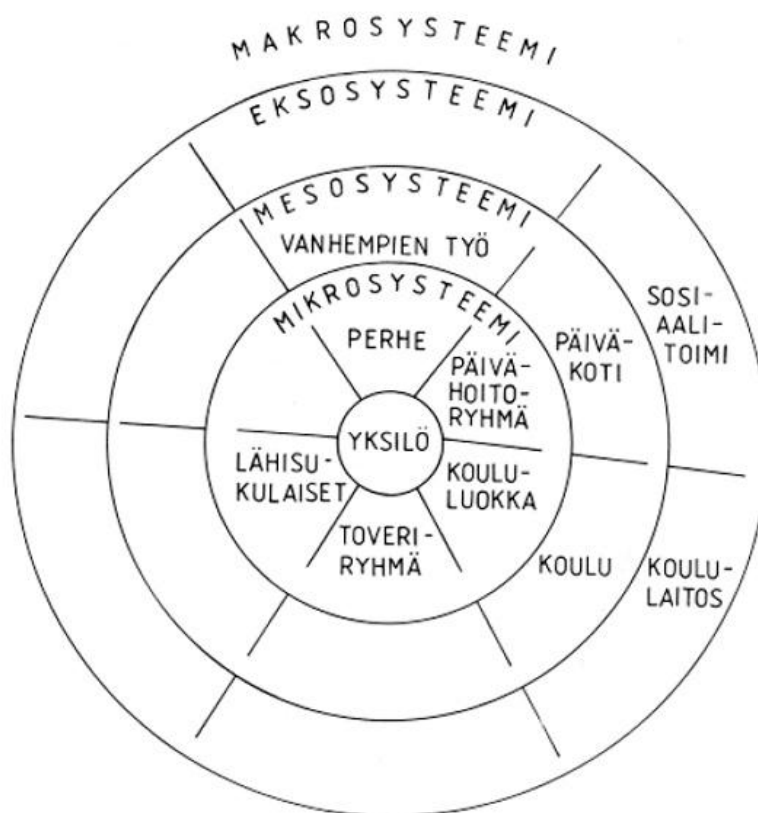 MAKROSYSTEEMI
EKSOSYSTEEMI
MESOSYSTEEMI
VANHEMPIEN TYÖ
MIKROSYSTEEMI
PERHE
PÄIVÄ-
HOITO-
RYHMÄ
PÄIVÄ-
KOTI
SOSI-
AALI-
TOIMI
YKSILÖ
LÄHISU-
KULAISET
KOULU-
LUOKKA
TOVERI-
RYHMÄ
KOULU
KOULU-
LAITOS